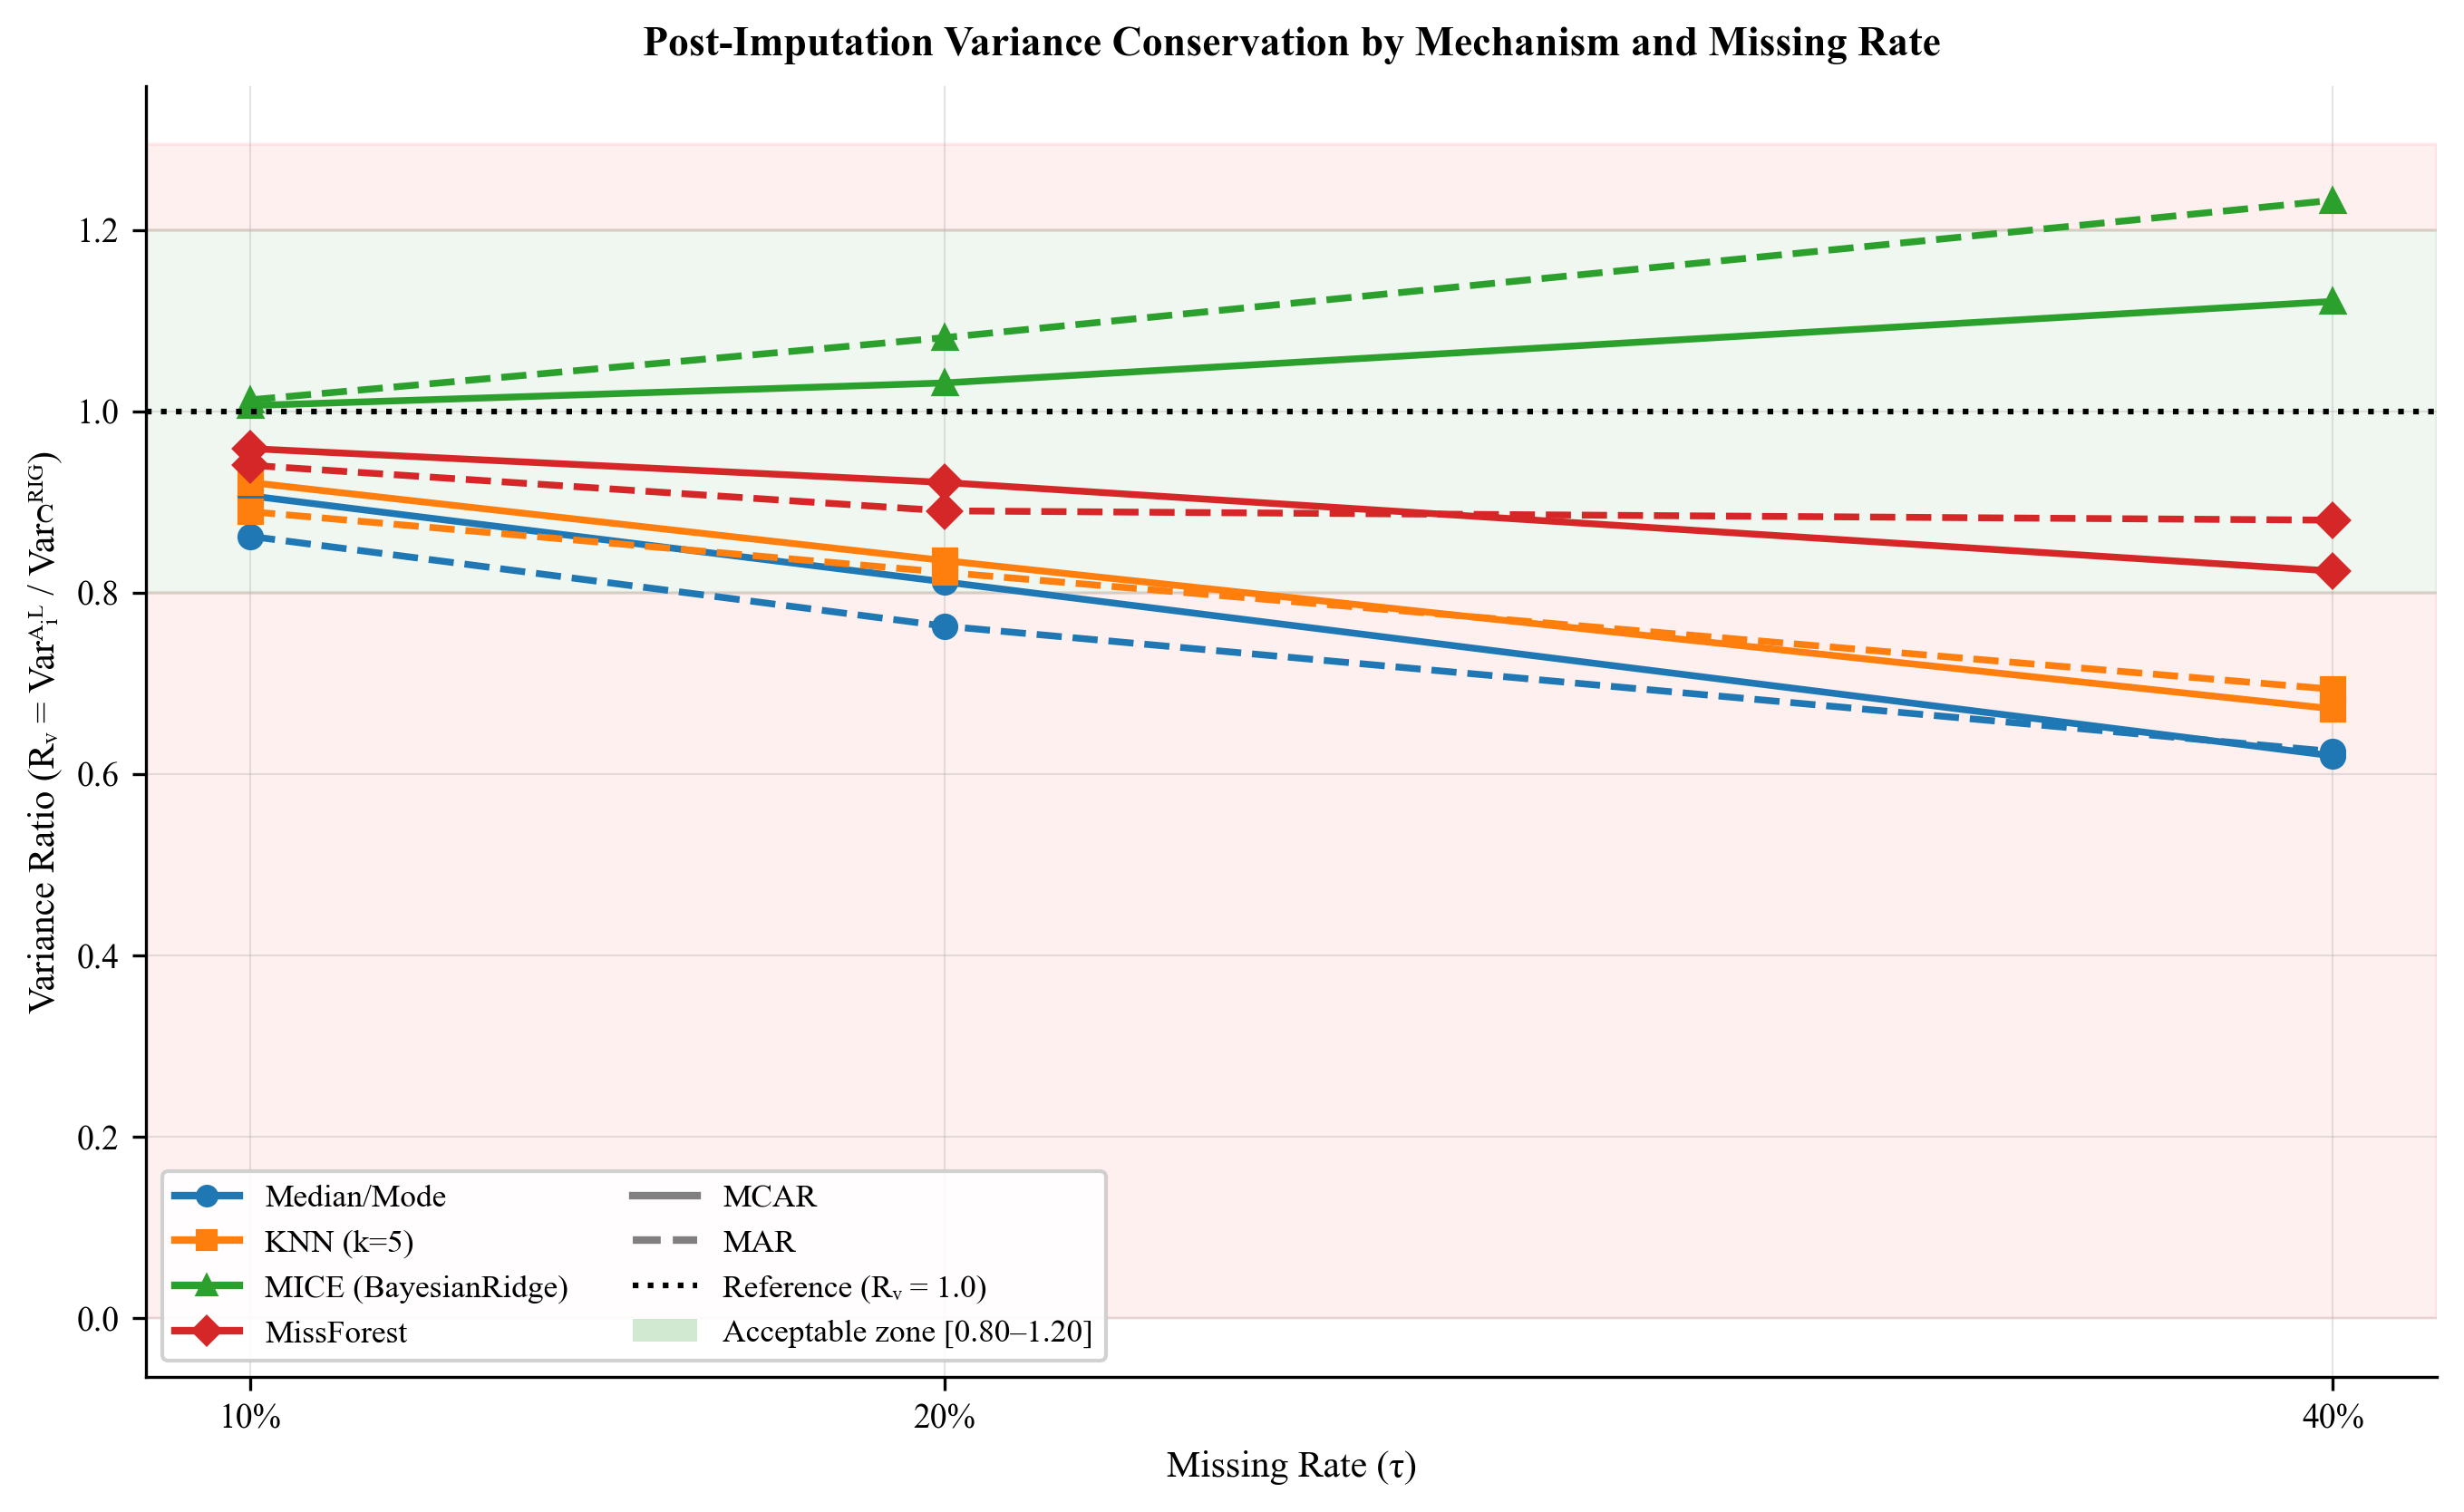 Post-Imputation Variance Conservation by Mechanism and Missing Rate
Variance Ratio (Rᵥ = Var
1.2
1.0
0.8
0.6
0.4
0.2
0.0
Median/Mode
KNN (k=5)
MICE (BayesianRidge)
MissForest
MCAR
MAR
Reference (Rᵥ = 1.0)
Acceptable zone [0.80–1.20]
10%
20%
40%
Missing Rate (τ)